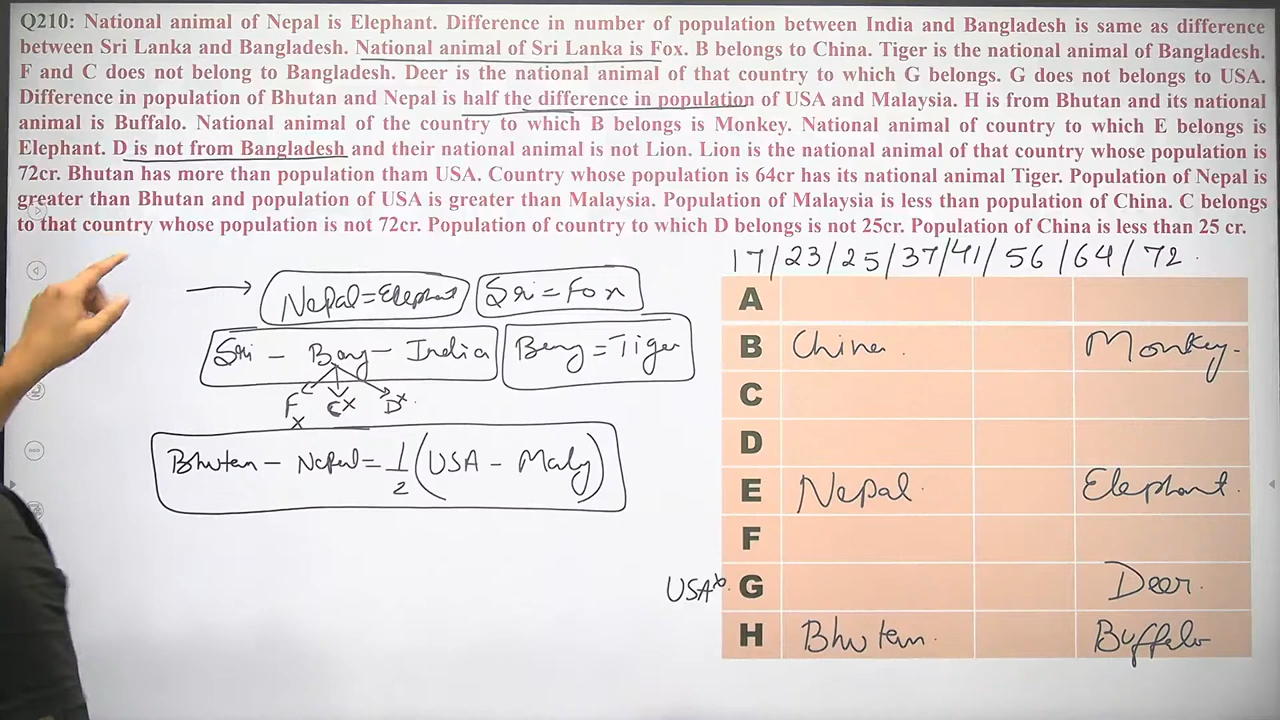 Q210: National animal of Nepal is Elephant. Difference in number of population between India and Bangladesh is same as difference
between Sri Lanka and Bangladesh. National animal of Sri Lanka is Fox. B belongs to China. Tiger is the national animal of Bangladesh.
F and C does not belong to Bangladesh. Deer is the national animal of that country to which G belongs. G does not belongs to USA.
Difference in population of Bhutan and Nepal is half the difference in population of USA and Malaysia. H is from Bhutan and its national
animal is Buffalo. National animal of the country to which B belongs is Monkey. National animal of country to which E belongs is
Elephant. D is not from Bangladesh and their national animal is not Lion. Lion is the national animal of that country whose population is
72cr. Bhutan has more than population tham USA. Country whose population is 64cr has its national animal Tiger. Population of Nepal is
greater than Bhutan and population of USA is greater than Malaysia. Population of Malaysia is less than population of China. C belongs
to that country whose population is not 72cr. Population of country to which D belongs is not 25cr. Population of China is less than 25 cr.
17/23/25/37/41/56/64/72.
Nepal=Elephant Sri = Fox
Sri - Bang - India Beng = Tiger
F x C x D x
Bhutan - Nepal = 1/2 (USA - Maly)
A
B China. Monkey.
C
D
E Nepal. Elephant.
F
USA x. G Deer.
H Bhutan. Buffalo